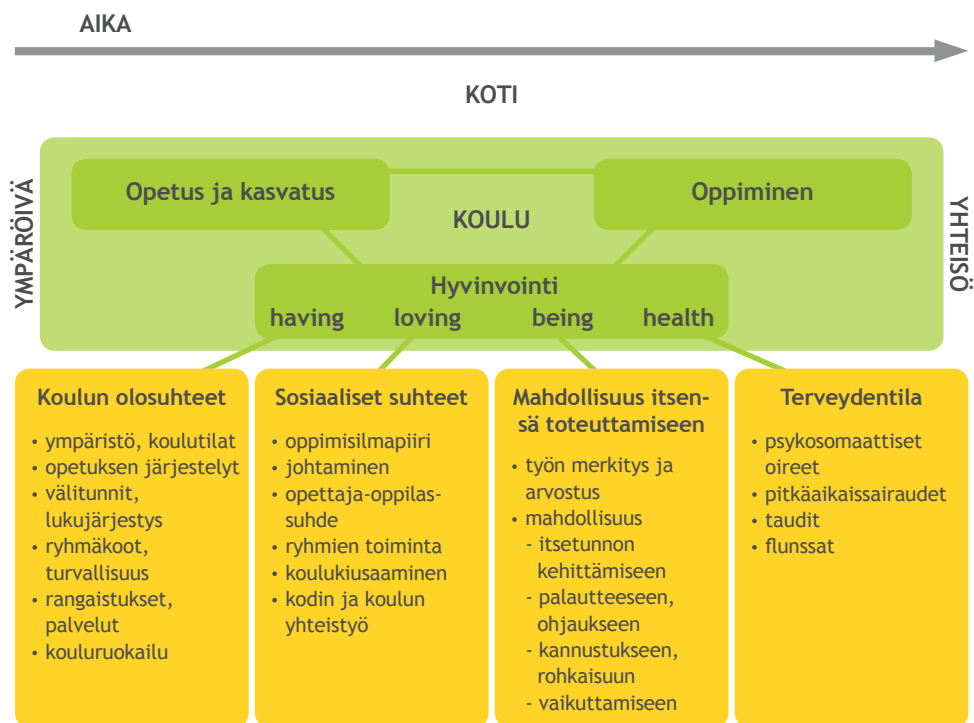 AIKA
KOTI
YMPÄRÖIVÄ
YHTEISÖ
Opetus ja kasvatus
Oppiminen
KOULU
Hyvinvointi
having loving being health
Koulun olosuhteet
• ympäristö, koulutilat
• opetuksen järjestelyt
• välitunnit,
lukujärjestys
• ryhmäkoot,
turvallisuus
• rangaistukset,
palvelut
• kouluruokailu
Sosiaaliset suhteet
• oppimisilmapiiri
• johtaminen
• opettaja-oppilas-
suhde
• ryhmien toiminta
• koulukiusaaminen
• kodin ja koulun
yhteistyö
Mahdollisuus itsen-
sä toteuttamiseen
• työn merkitys ja
arvostus
• mahdollisuus
- itsetunnon
kehittämiseen
- palautteeseen,
ohjaukseen
- kannustukseen,
rohkaisuun
- vaikuttamiseen
Terveydentila
• psykosomaattiset
oireet
• pitkäaikaissairaudet
• taudit
• flunssat